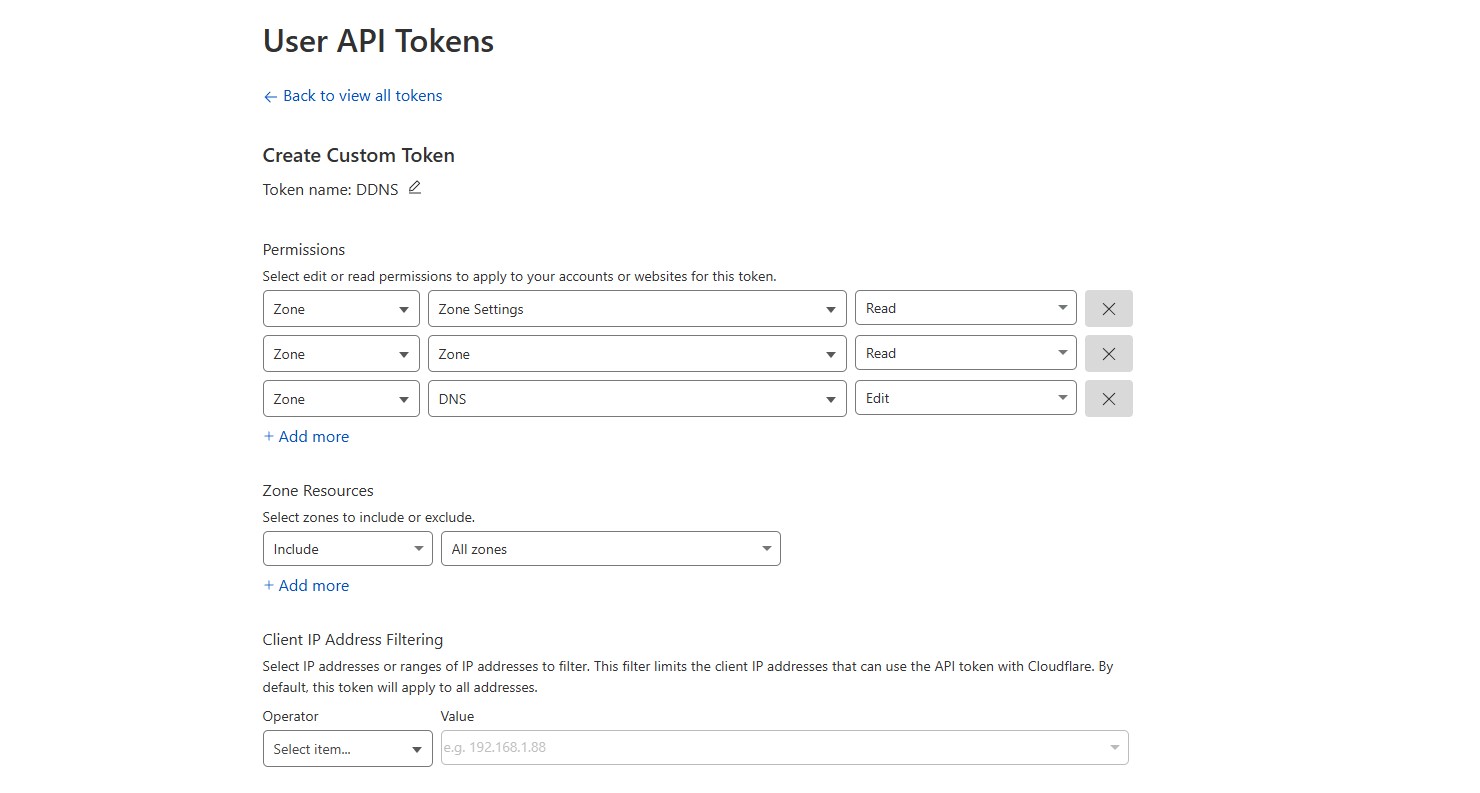 User API Tokens
← Back to view all tokens
Create Custom Token
Token name: DDNS
Permissions
Select edit or read permissions to apply to your accounts or websites for this token.
Zone Zone Settings Read
Zone Zone Read
Zone DNS Edit
+ Add more
Zone Resources
Select zones to include or exclude.
Include All zones
+ Add more
Client IP Address Filtering
Select IP addresses or ranges of IP addresses to filter. This filter limits the client IP addresses that can use the API token with Cloudflare. By
default, this token will apply to all addresses.
Operator Value
Select item... e.g. 192.168.1.88